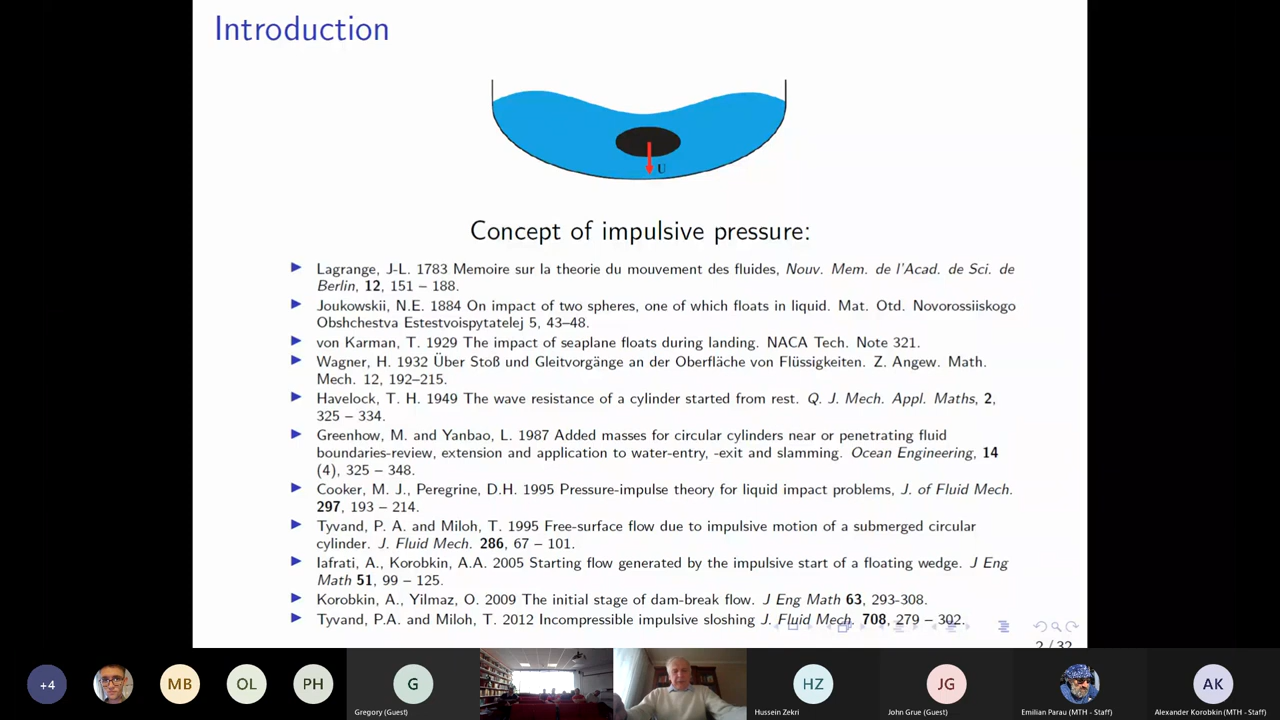 Introduction
U
Concept of impulsive pressure:
Lagrange, J-L. 1783 Memoire sur la theorie du mouvement des fluides, Nouv. Mem. de l'Acad. de Sci. de
Berlin, 12, 151 – 188.
Joukowskii, N.E. 1884 On impact of two spheres, one of which floats in liquid. Mat. Otd. Novorossiiskogo
Obshchestva Estestvoispytatelej 5, 43–48.
von Karman, T. 1929 The impact of seaplane floats during landing. NACA Tech. Note 321.
Wagner, H. 1932 Über Stoß und Gleitvorgänge an der Oberfläche von Flüssigkeiten. Z. Angew. Math.
Mech. 12, 192–215.
Havelock, T. H. 1949 The wave resistance of a cylinder started from rest. Q. J. Mech. Appl. Maths, 2,
325 – 334.
Greenhow, M. and Yanbao, L. 1987 Added masses for circular cylinders near or penetrating fluid
boundaries-review, extension and application to water-entry, -exit and slamming. Ocean Engineering, 14
(4), 325 – 348.
Cooker, M. J., Peregrine, D.H. 1995 Pressure-impulse theory for liquid impact problems, J. of Fluid Mech.
297, 193 – 214.
Tyvand, P. A. and Miloh, T. 1995 Free-surface flow due to impulsive motion of a submerged circular
cylinder. J. Fluid Mech. 286, 67 – 101.
Iafrati, A., Korobkin, A.A. 2005 Starting flow generated by the impulsive start of a floating wedge. J Eng
Math 51, 99 – 125.
Korobkin, A., Yilmaz, O. 2009 The initial stage of dam-break flow. J Eng Math 63, 293-308.
Tyvand, P.A. and Miloh, T. 2012 Incompressible impulsive sloshing J. Fluid Mech. 708, 279 – 302.
2 / 32
+4
MB
OL
PH
G
HZ
JG
AK
Gregory (Guest)
Hussein Zekri
John Grue (Guest)
Emilian Parau (MTH - Staff)
Alexander Korobkin (MTH - Staff)